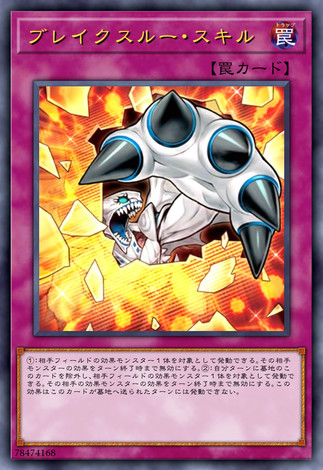 ブレイクスルー・スキル
トラップ
罠
【罠カード】
①:相手フィールドの効果モンスター1体を対象として発動できる。その相手
モンスターの効果をターン終了時まで無効にする。②:自分ターンに墓地のこ
のカードを除外し、相手フィールドの効果モンスター1体を対象として発動でき
る。その相手の効果モンスターの効果をターン終了時まで無効にする。この
効果はこのカードが墓地へ送られたターンには発動できない。
78474168